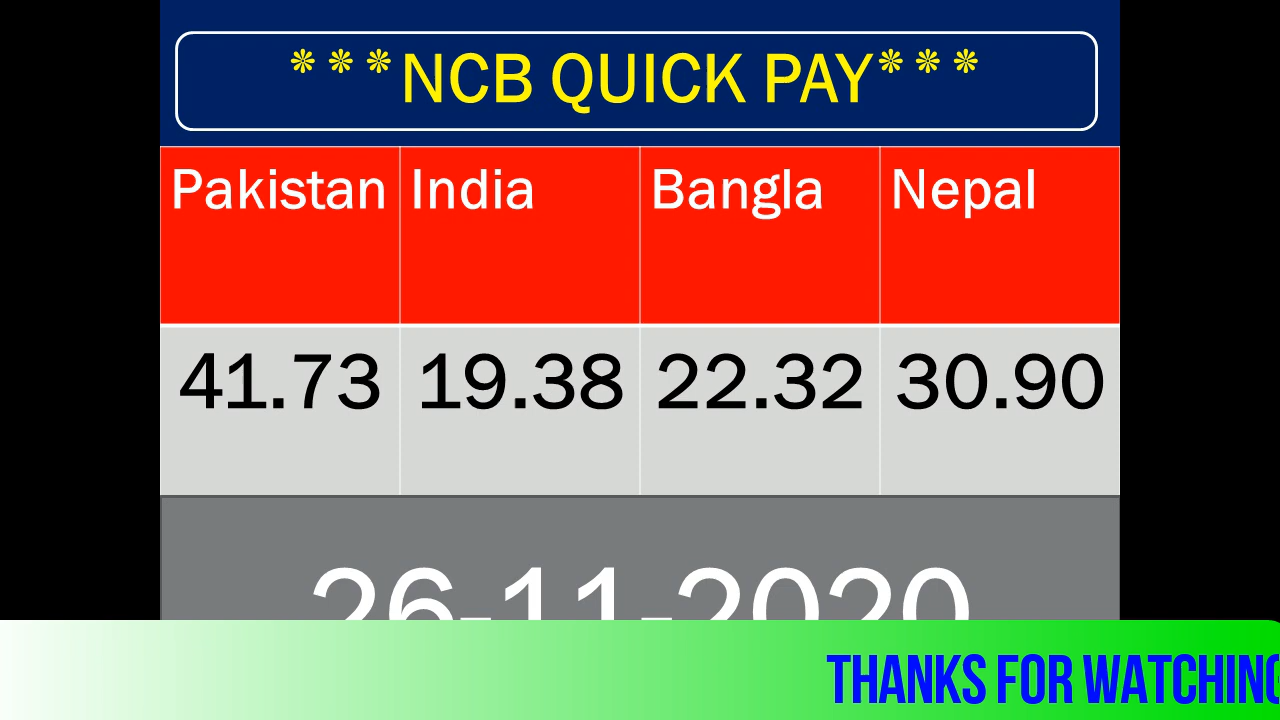 ***NCB QUICK PAY***
Pakistan India Bangla Nepal
41.73 19.38 22.32 30.90
26-11-2020
THANKS FOR WATCHING